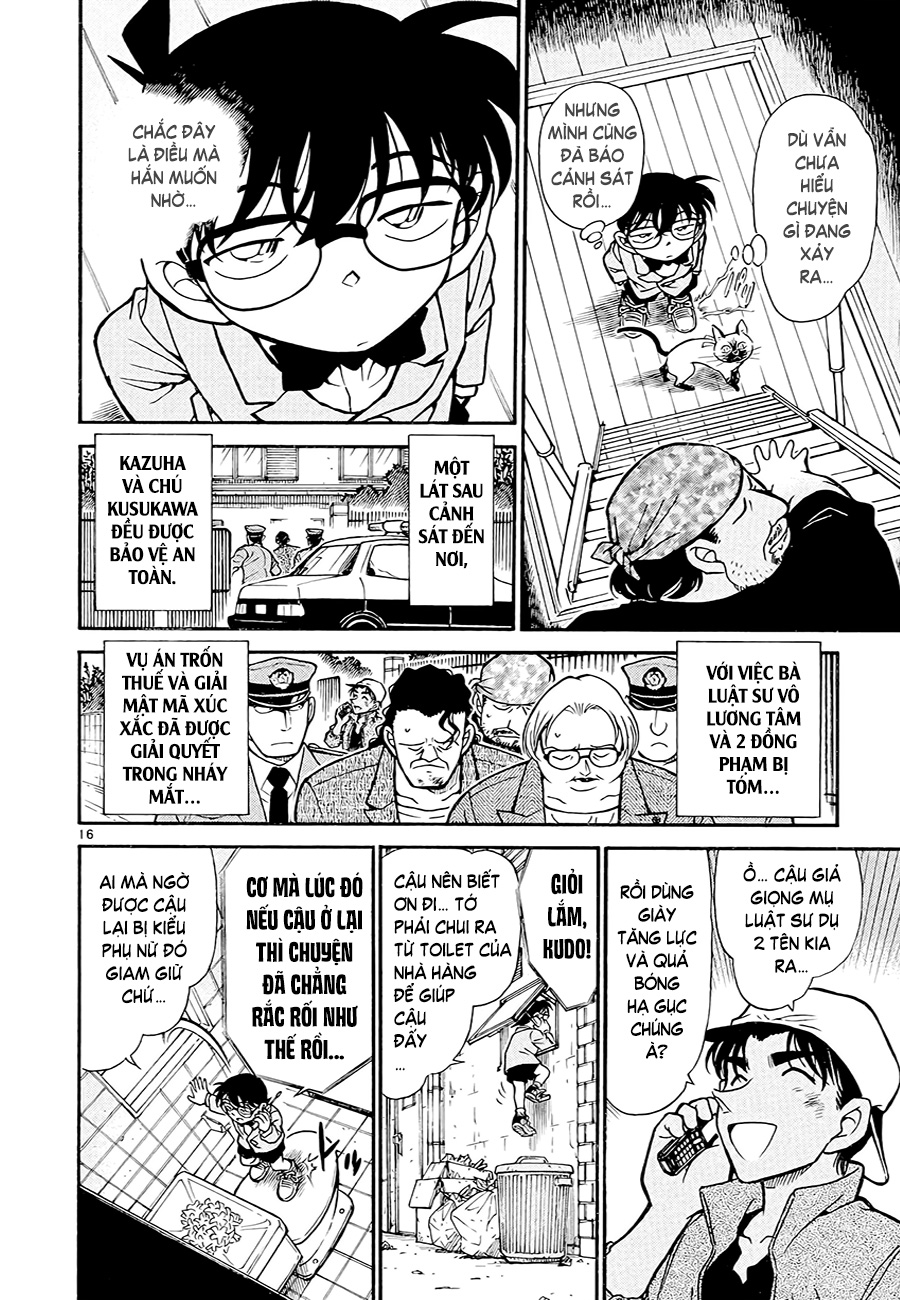 DÙ VẨN
CHƯA
HIỂU
CHUYỆN
GÌ ĐANG
XÁY
RA...
NHƯNG
MÌNH CŨNG
ĐÃ BÁO
CẢNH SÁT
RỒI...
CHẮC ĐÂY
LÀ ĐIỀU MÀ
HẮN MUỐN
NHỜ...
MỘT
LÁT SAU
CẢNH
SÁT ĐẾN
NƠI,
KAZUHA
VÀ CHÚ
KUSUKAWA
ĐỀU ĐƯỢC
BẢO VỆ AN
TOÀN.
VỚI VIỆC BÀ
LUẬT SƯ VÔ
LƯƠNG TÂM
VÀ 2 ĐỒNG
PHẠM BỊ
TÓM...
VỤ ÁN TRỐN
THUẾ VÀ GIẢI
MẬT MÃ XÚC
XẮC ĐÃ ĐƯỢC
GIẢI QUYẾT
TRONG NHÁY
MẮT...
16
Ồ... CẬU GIẢ
GIỌNG MỤ
LUẬT SƯ DỤ
2 TÊN KIA
RA...
RỒI DÙNG
GIÀY
TĂNG LỰC
VÀ QUẢ
BÓNG
HẠ GỤC
CHÚNG
À?
GIỎI
LẮM,
KUDO!
CẬU NÊN BIẾT
ƠN ĐI... TỚ
PHẢI CHUI RA
TỪ TOILET CỦA
NHÀ HÀNG
ĐỂ GIÚP
CẬU
ĐẤY
...
CƠ MÀ LÚC ĐÓ
NẾU CẬU Ở LẠI
THÌ CHUYỆN
ĐÃ CHẲNG
RẮC RỐI NHƯ
THẾ RỒI...
AI MÀ NGỜ
ĐƯỢC CẬU
LẠI BỊ KIỂU
PHỤ NỮ ĐÓ
GIAM GIỮ
CHỨ...